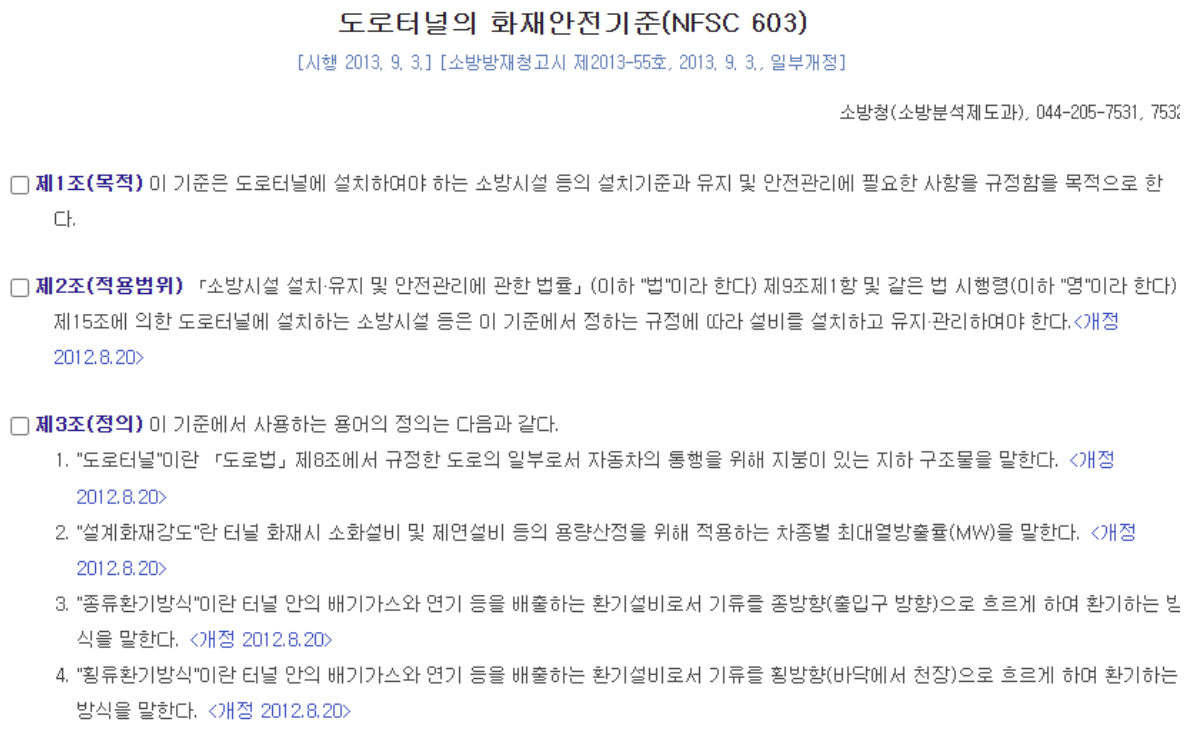 도로터널의 화재안전기준(NFSC 603)
[시행 2013. 9. 3.] [소방방재청고시 제2013-55호, 2013. 9. 3., 일부개정]
소방청(소방분석제도과), 044-205-7531, 7532
제1조(목적) 이 기준은 도로터널에 설치하여야 하는 소방시설 등의 설치기준과 유지 및 안전관리에 필요한 사항을 규정함을 목적으로 한
다.
제2조(적용범위) 「소방시설 설치·유지 및 안전관리에 관한 법률」(이하 "법"이라 한다) 제9조제1항 및 같은 법 시행령(이하 "영"이라 한다)
제15조에 의한 도로터널에 설치하는 소방시설 등은 이 기준에서 정하는 규정에 따라 설비를 설치하고 유지·관리하여야 한다.<개정
2012.8.20>
제3조(정의) 이 기준에서 사용하는 용어의 정의는 다음과 같다.
1. "도로터널"이란 「도로법」제8조에서 규정한 도로의 일부로서 자동차의 통행을 위해 지붕이 있는 지하 구조물을 말한다. <개정
2012.8.20>
2. "설계화재강도"란 터널 화재시 소화설비 및 제연설비 등의 용량산정을 위해 적용하는 차종별 최대열방출률(MW)을 말한다. <개정
2012.8.20>
3. "종류환기방식"이란 터널 안의 배기가스와 연기 등을 배출하는 환기설비로서 기류를 종방향(출입구 방향)으로 흐르게 하여 환기하는 방
식을 말한다. <개정 2012.8.20>
4. "횡류환기방식"이란 터널 안의 배기가스와 연기 등을 배출하는 환기설비로서 기류를 횡방향(바닥에서 천장)으로 흐르게 하여 환기하는
방식을 말한다. <개정 2012.8.20>